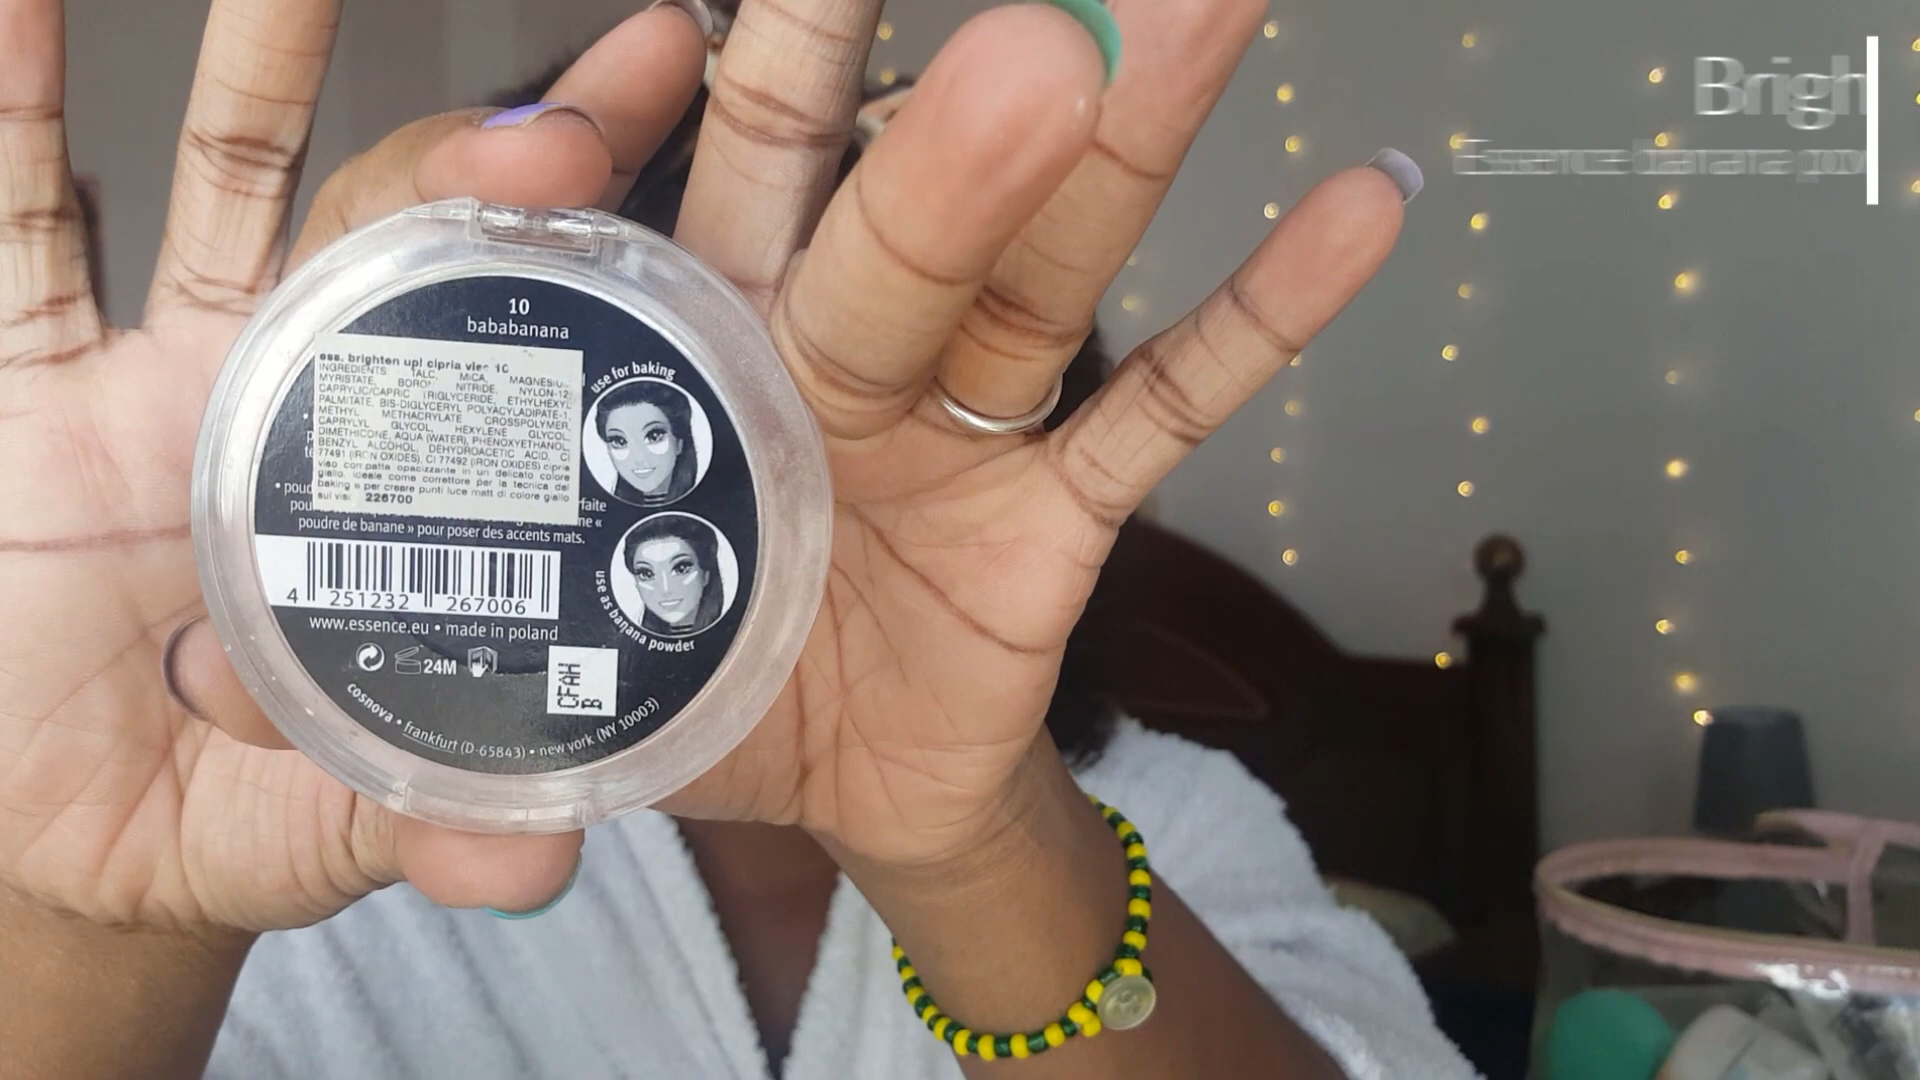 10
bababanana
ess. brighten up! cipria viso 10
INGREDIENTS TALC, MICA, MAGNESIUM
MYRISTATE, BORON NITRIDE, NYLON-12,
CAPRYLIC/CAPRIC TRIGLYCERIDE, ETHYLHEXYL
PALMITATE, BIS-DIGLYCERYL POLYACYLADIPATE-1,
METHYL METHACRYLATE CROSSPOLYMER,
CAPRYLYL GLYCOL, HEXYLENE GLYCOL,
DIMETHICONE, AQUA (WATER), PHENOXYETHANOL,
BENZYL ALCOHOL, DEHYDROACETIC ACID, CI
77491 (IRON OXIDES), CI 77492 (IRON OXIDES) cipria
viso compatta opacizzante in un delicato colore
giallo. ideale come correttore per la tecnica del
baking e per creare punti luce matt di colore giallo
sul viso 226700
poudre de banane » pour poser des accents mats.
use for baking
use as banana powder
4 251232 267006
www.essence.eu • made in poland
24M
CFAH
B
cosnova • frankfurt (D-65843) • new york (NY 10003)
Brigh
Essence banana pow